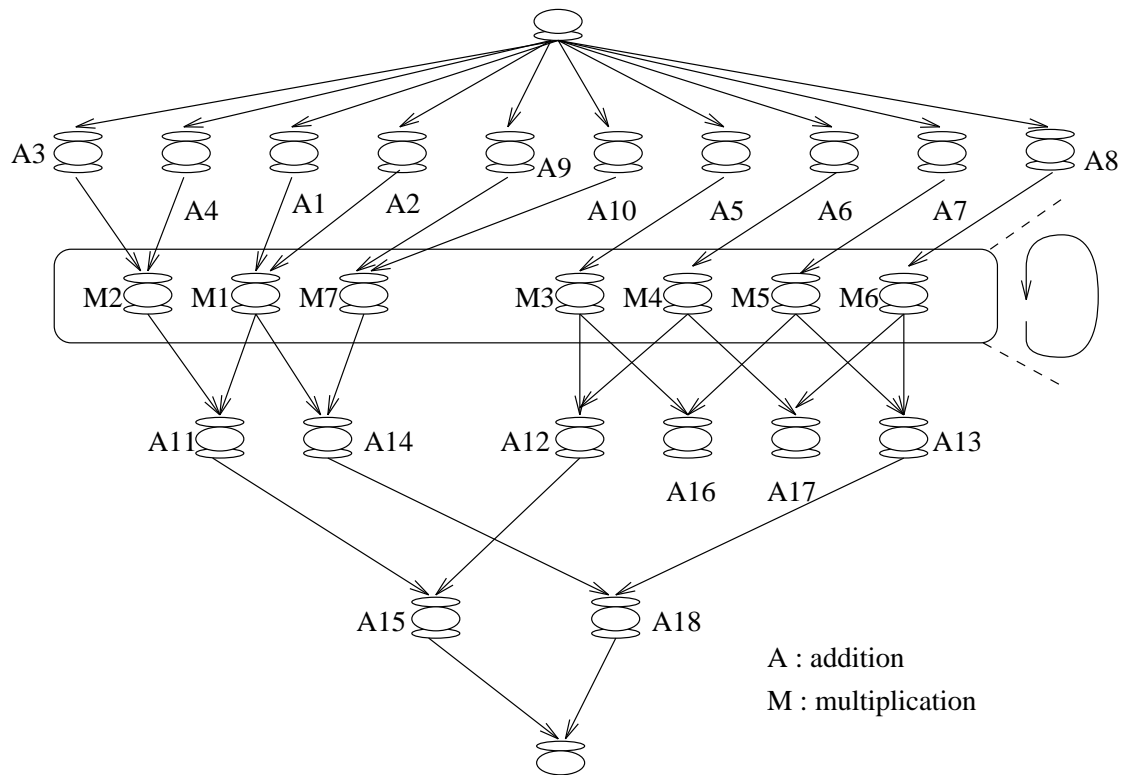 A3
A4
A1
A2
A9
A10
A5
A6
A7
A8
M2
M1
M7
M3
M4
M5
M6
A11
A14
A12
A16
A17
A13
A15
A18
A : addition
M : multiplication